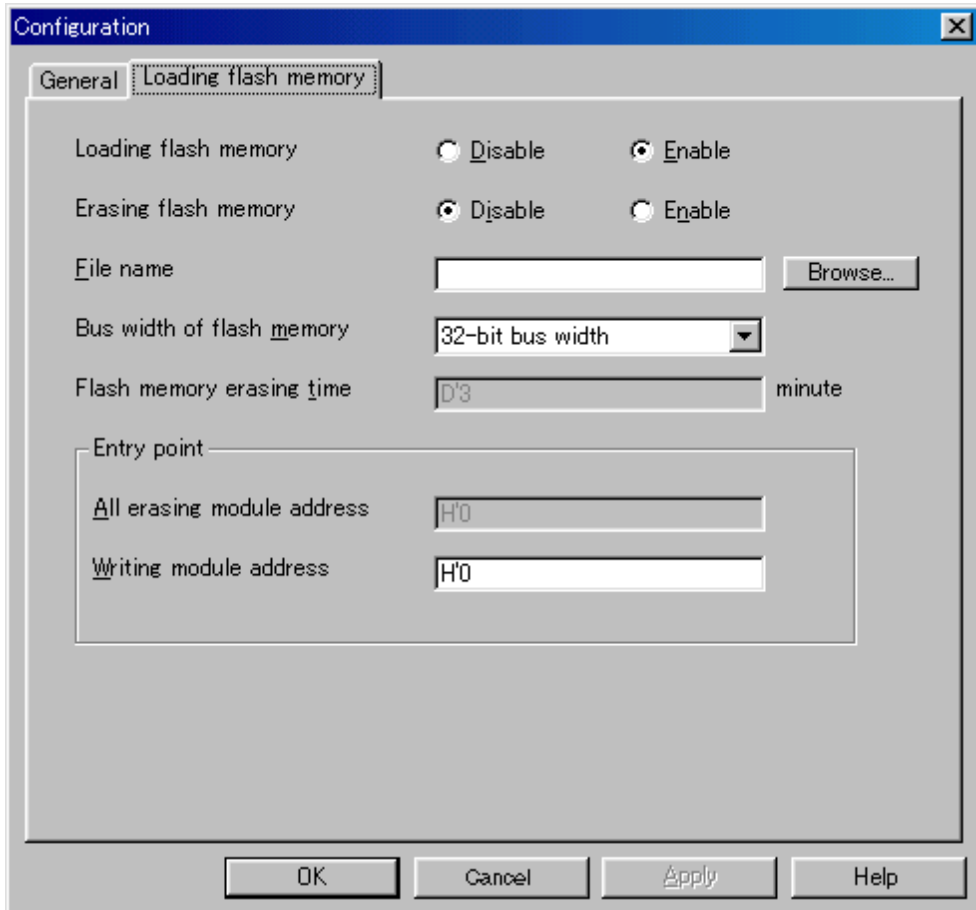 Configuration
General Loading flash memory
Loading flash memory Disable Enable
Erasing flash memory Disable Enable
File name Browse...
Bus width of flash memory 32-bit bus width
Flash memory erasing time D'3 minute
Entry point
All erasing module address H'0
Writing module address H'0
OK Cancel Apply Help